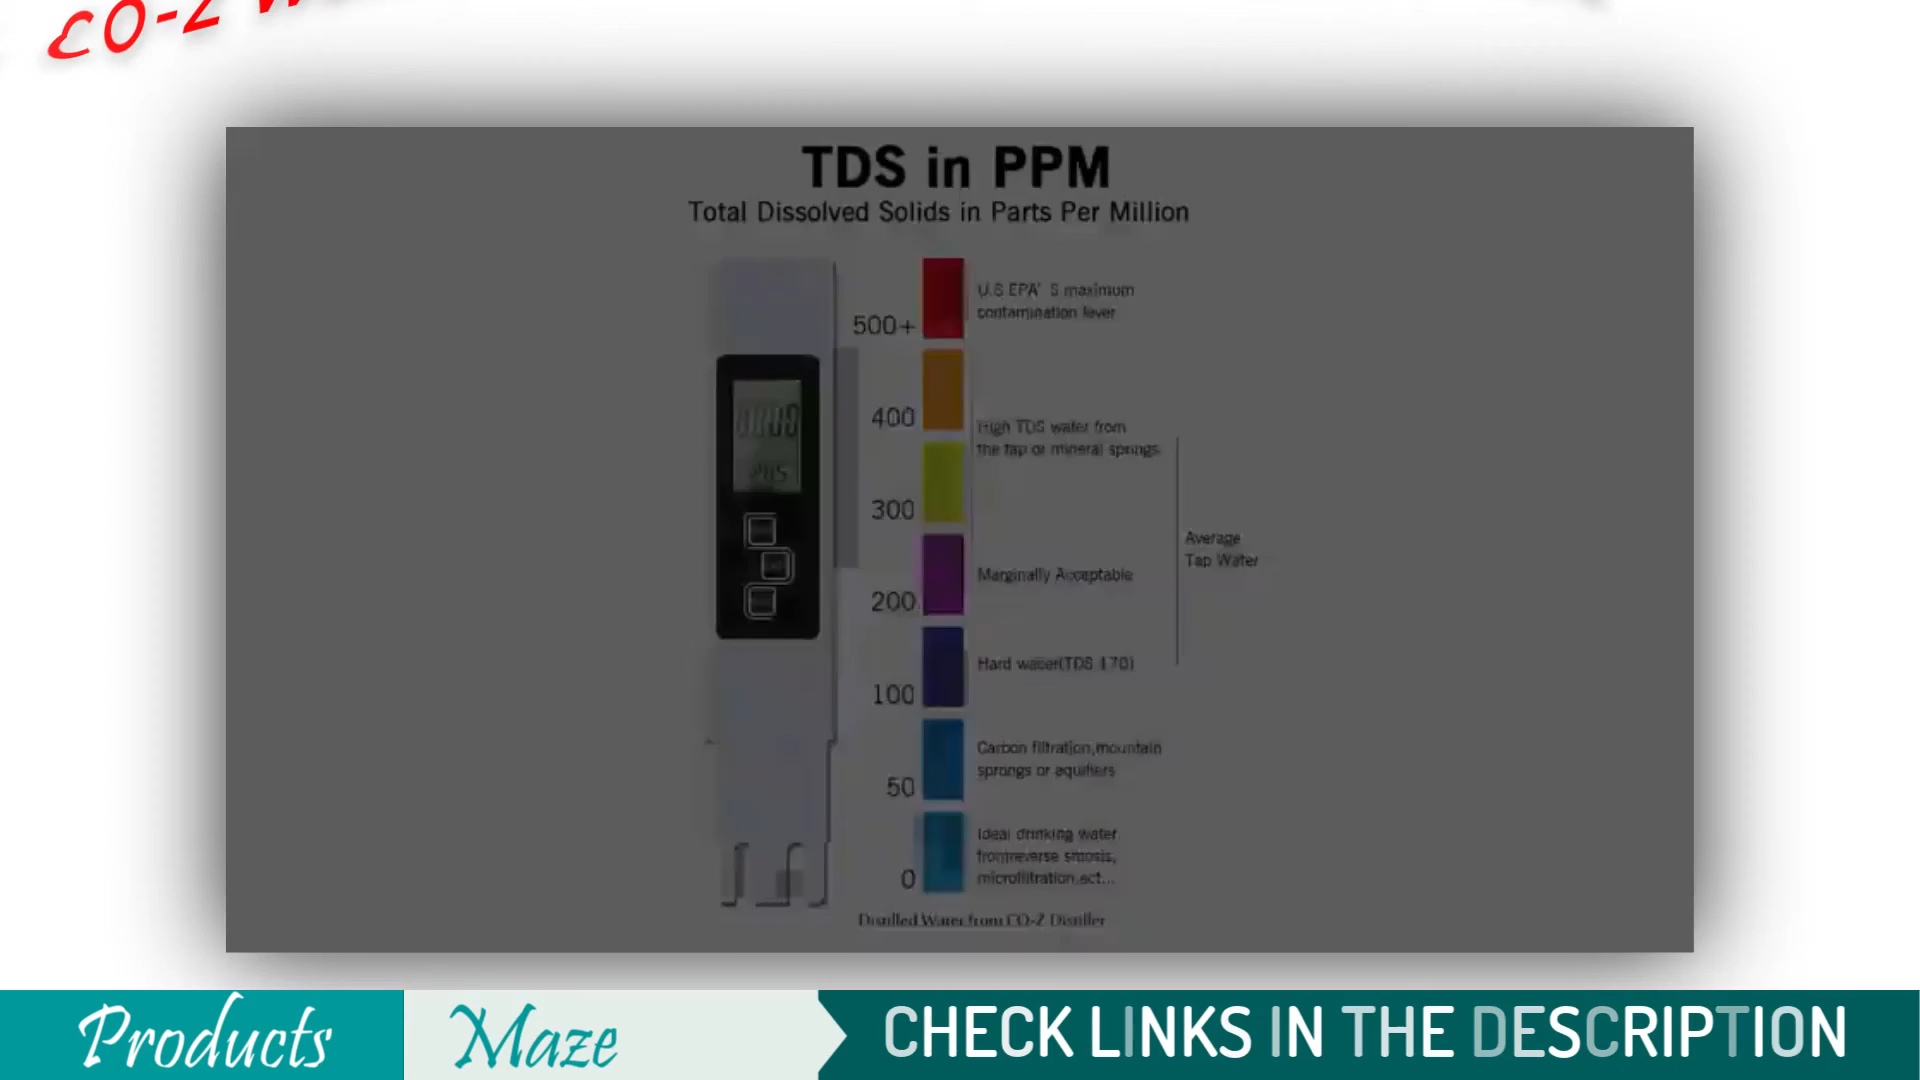 CO-Z
TDS in PPM
Total Dissolved Solids in Parts Per Million
U.S EPA' S maximum
contamination lever
500+
400
High TDS water from
the tap or mineral springs
300
Average
Tap Water
Marginally Acceptable
200
Hard water(TDS 170)
100
Carbon filtration,mountain
sprongs or aquifiers
50
Ideal drinking water
fromreverse smosis,
microfiltration,ect...
0
Distilled Water from CO-Z Distiller
Products Maze
CHECK LINKS IN THE DESCRIPTION